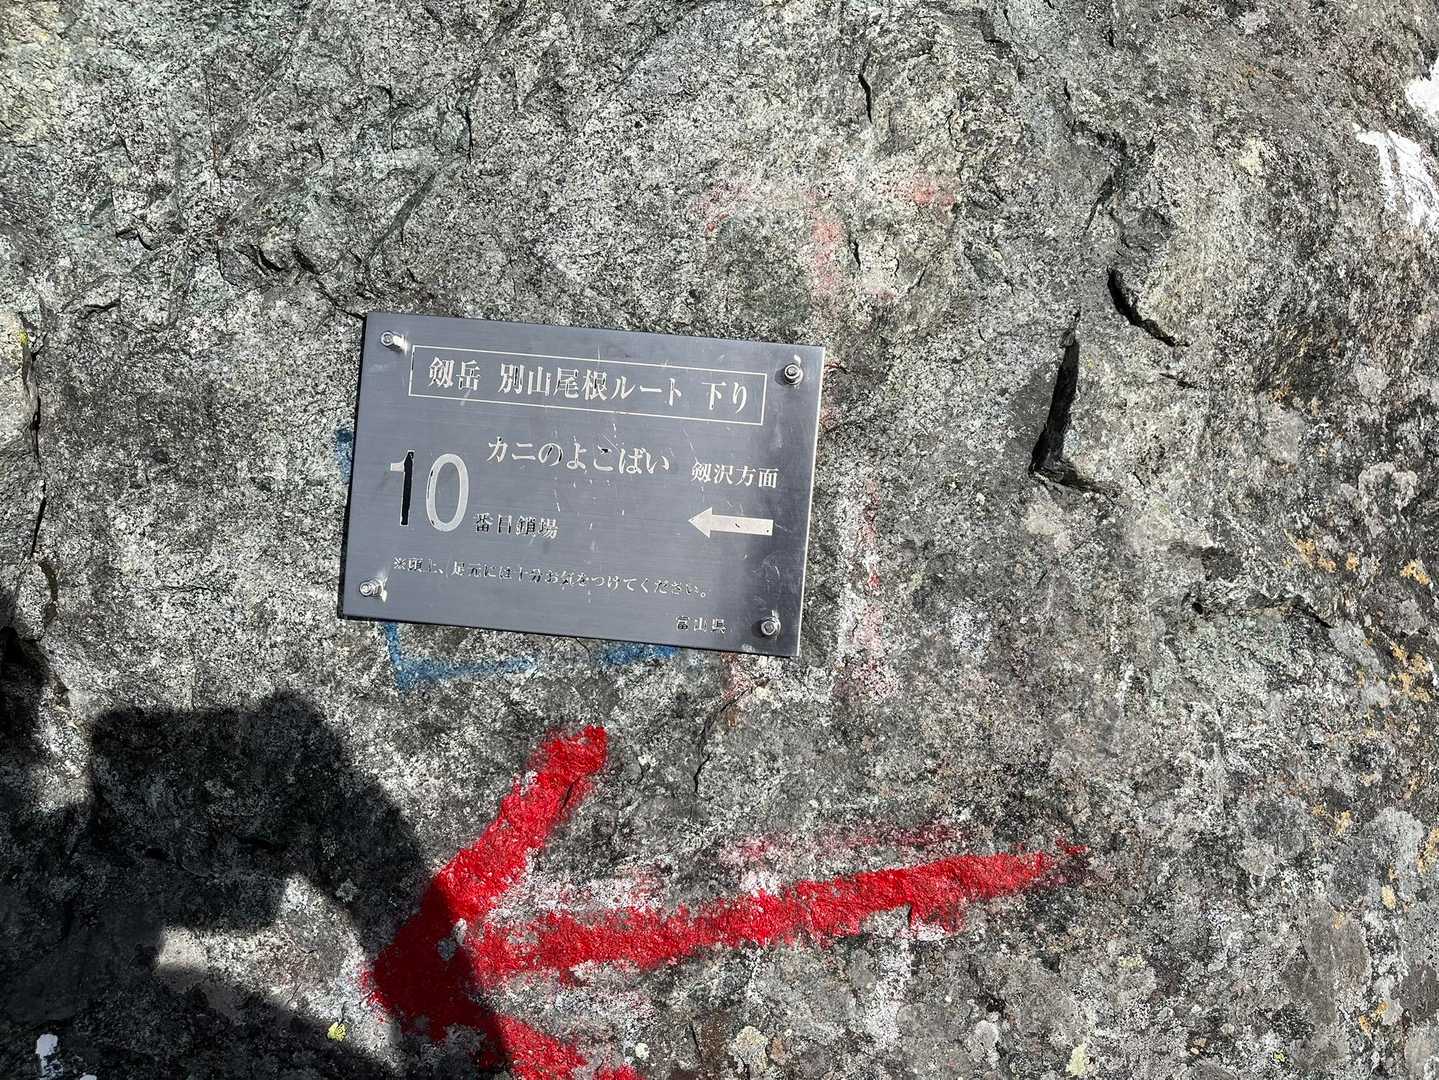 剱岳 別山尾根ルート 下り
カニのよこばい
剱沢方面
10番目鎖場
※頭上、足元には十分お気をつけてください。
富山県